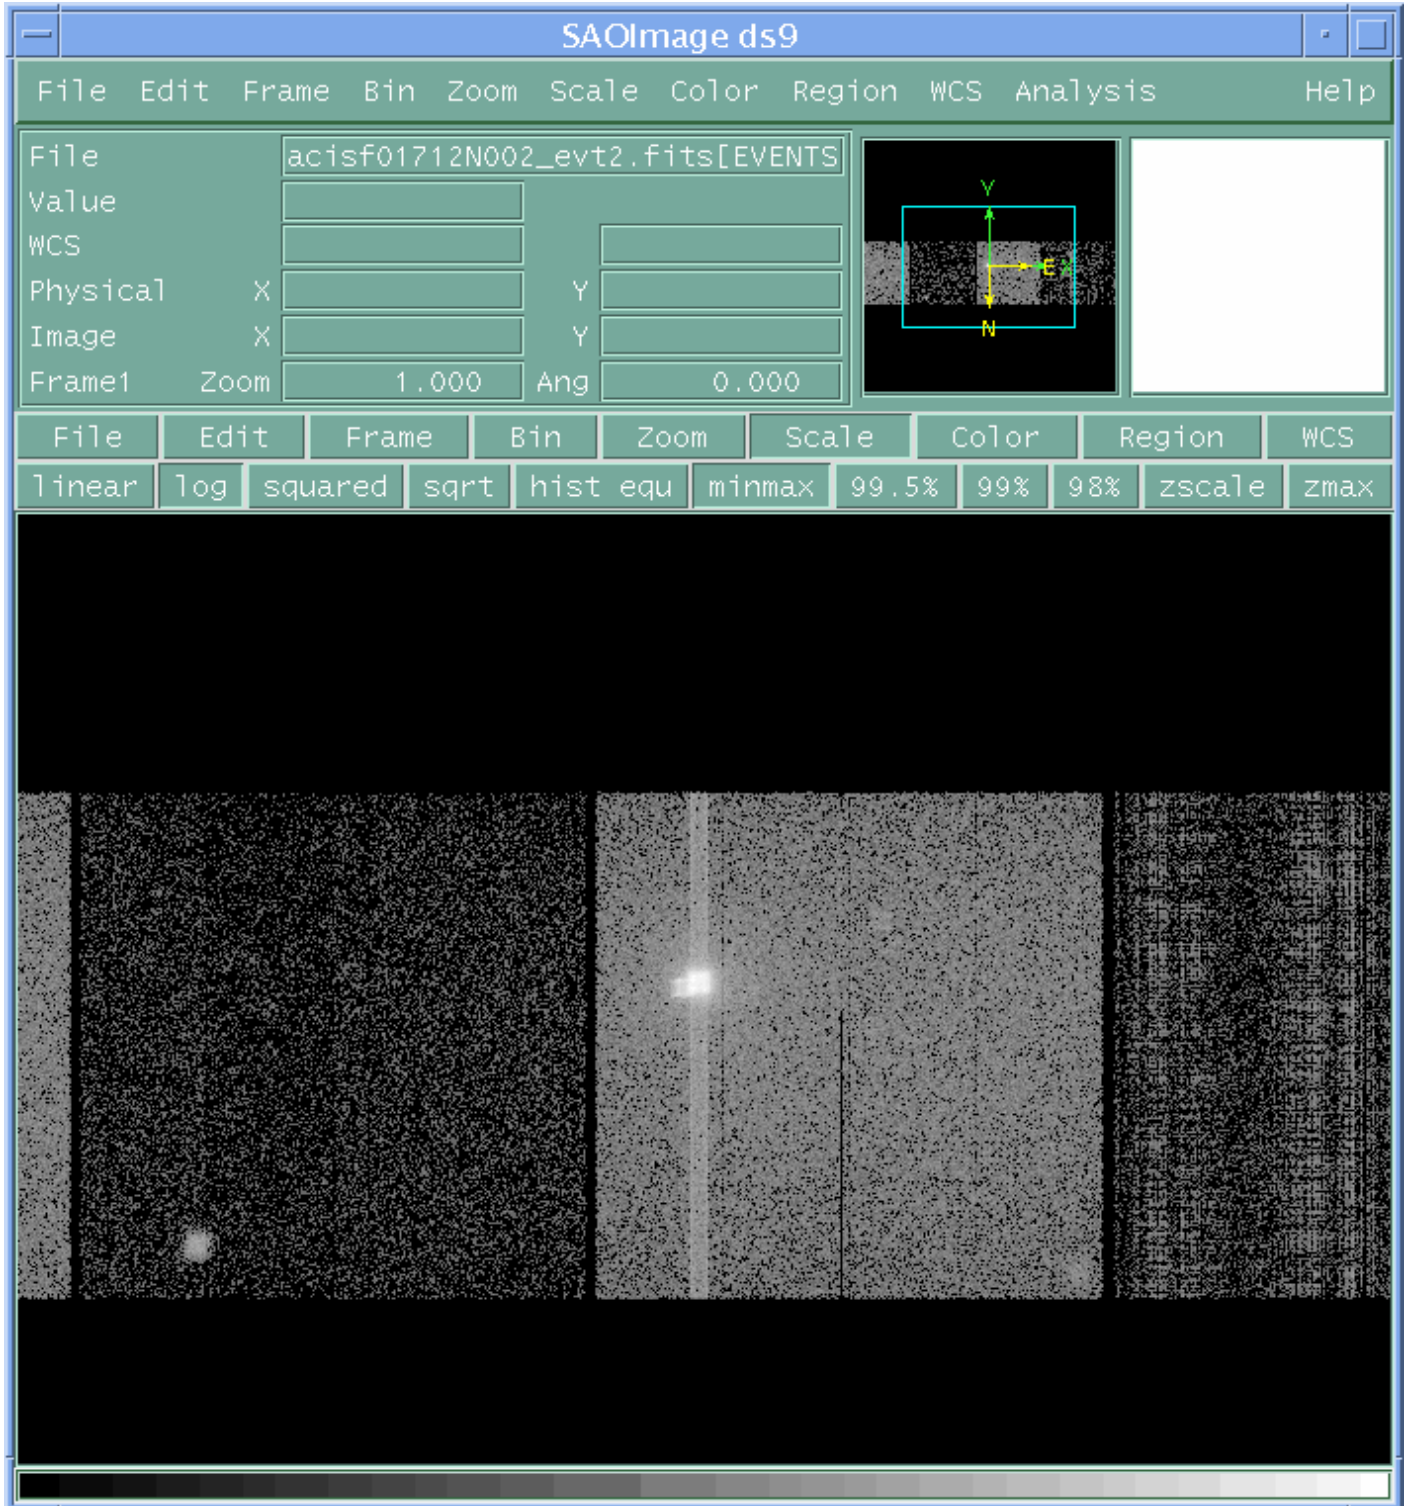 SAOImage ds9
File Edit Frame Bin Zoom Scale Color Region WCS Analysis Help
File acisf01712N002_evt2.fits[EVENTS
Value
WCS
Physical X Y
Image X Y
Frame1 Zoom 1.000 Ang 0.000
Y
E X
N
File Edit Frame Bin Zoom Scale Color Region WCS
linear log squared sqrt hist equ minmax 99.5% 99% 98% zscale zmax